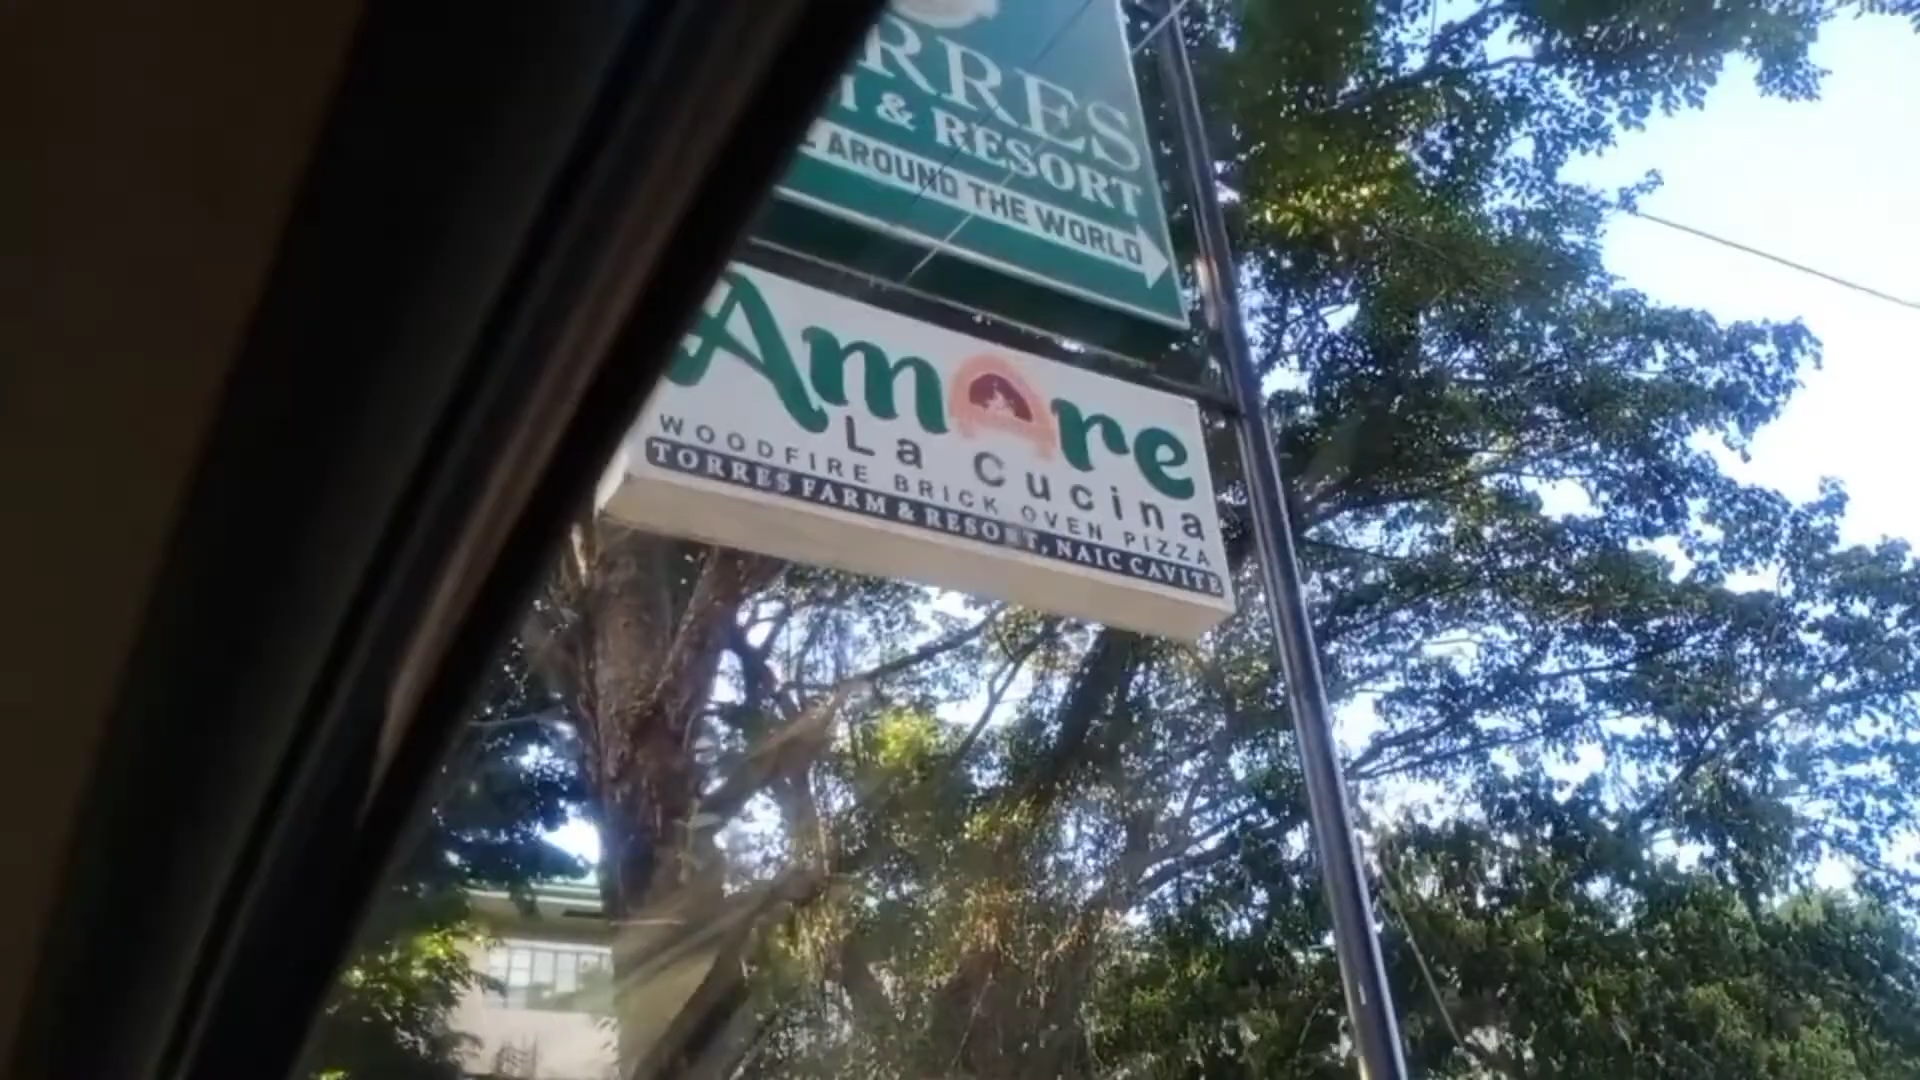 RRES
& RESORT
AROUND THE WORLD
Amore
La Cucina
WOODFIRE BRICK OVEN PIZZA
TORRES FARM & RESORT, NAIC CAVITE